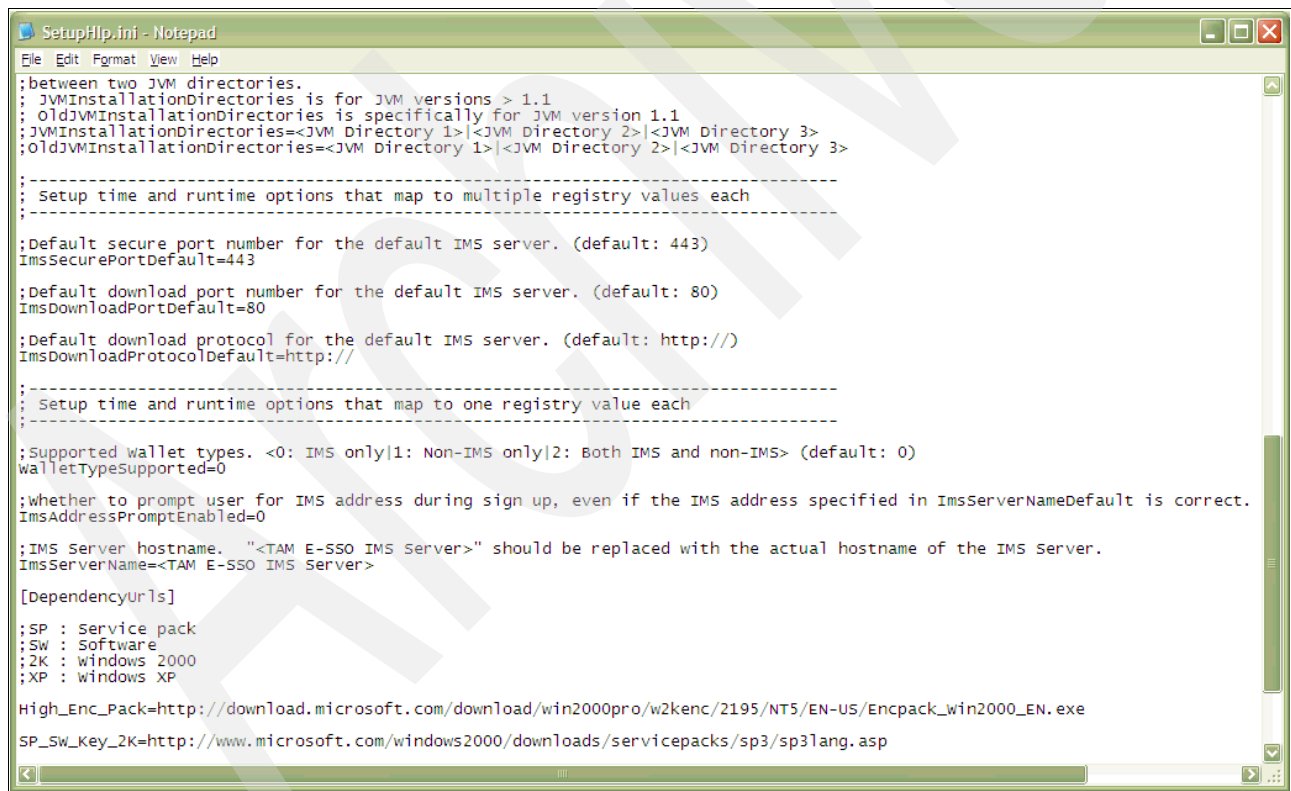 SetupHlp.ini - Notepad
File Edit Format View Help
;between two JVM directories.
; JVMInstallationDirectories is for JVM versions > 1.1
; OldJVMInstallationDirectories is specifically for JVM version 1.1
;JVMInstallationDirectories=<JVM Directory 1>|<JVM Directory 2>|<JVM Directory 3>
;OldJVMInstallationDirectories=<JVM Directory 1>|<JVM Directory 2>|<JVM Directory 3>
;---------------------------------------------------------------------------------
; Setup time and runtime options that map to multiple registry values each
;---------------------------------------------------------------------------------
;Default secure port number for the default IMS server. (default: 443)
ImsSecurePortDefault=443
;Default download port number for the default IMS server. (default: 80)
ImsDownloadPortDefault=80
;Default download protocol for the default IMS server. (default: http://)
ImsDownloadProtocolDefault=http://
;---------------------------------------------------------------------------------
; Setup time and runtime options that map to one registry value each
;---------------------------------------------------------------------------------
;Supported Wallet types. <0: IMS only|1: Non-IMS only|2: Both IMS and non-IMS> (default: 0)
WalletTypeSupported=0
;Whether to prompt user for IMS address during sign up, even if the IMS address specified in ImsServerNameDefault is correct.
ImsAddressPromptEnabled=0
;IMS Server hostname.  "<TAM E-SSO IMS Server>" should be replaced with the actual hostname of the IMS Server.
ImsServerName=<TAM E-SSO IMS Server>
[DependencyUrls]
;SP : Service pack
;SW : Software
;2K : Windows 2000
;XP : Windows XP
High_Enc_Pack=http://download.microsoft.com/download/win2000pro/w2kenc/2195/NT5/EN-US/Encpack_Win2000_EN.exe
SP_SW_Key_2K=http://www.microsoft.com/windows2000/downloads/servicepacks/sp3/sp3lang.asp